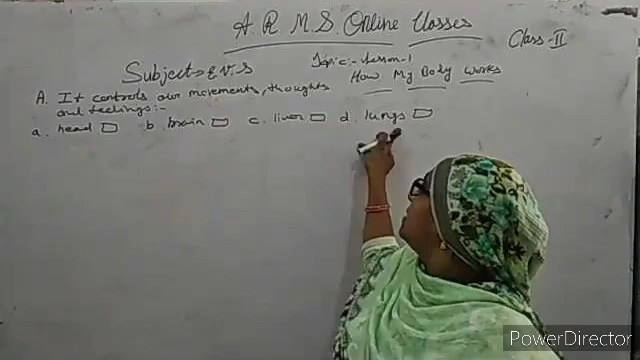 A R M S Online Classes
Class-II
Subject→E.V.S
Topic:-Lesson-1
How My Body Works
A. It controls our movements, thoughts
and feelings:-
a. head b. brain c. liver d. lungs
PowerDirector